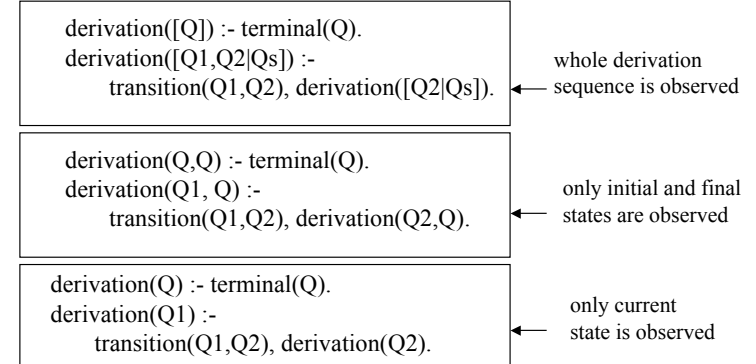 derivation([Q]) :- terminal(Q).
derivation([Q1,Q2|Qs]) :-
transition(Q1,Q2), derivation([Q2|Qs]).
whole derivation
sequence is observed
derivation(Q,Q) :- terminal(Q).
derivation(Q1, Q) :-
transition(Q1,Q2), derivation(Q2,Q).
only initial and final
states are observed
derivation(Q) :- terminal(Q).
derivation(Q1) :-
transition(Q1,Q2), derivation(Q2).
only current
state is observed